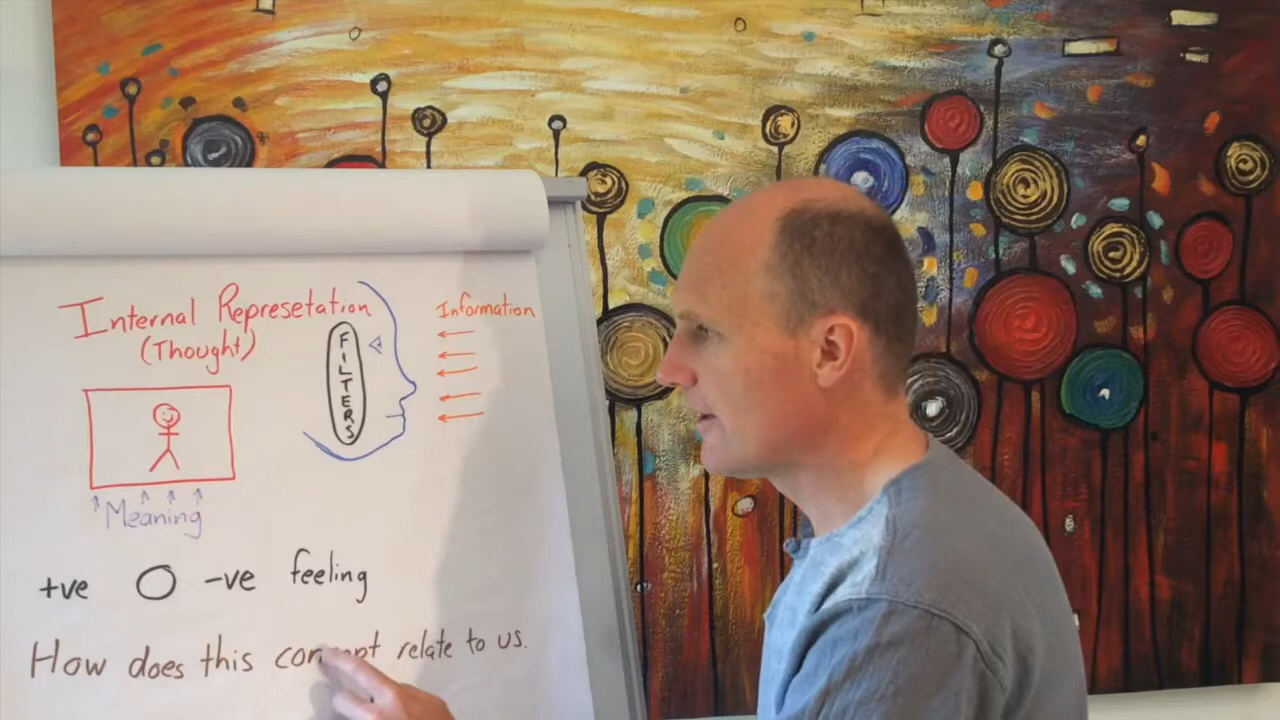 Internal Represetation
(Thought)
Information
FILTERS
Meaning
+ve O -ve feeling
How does this relate to us.